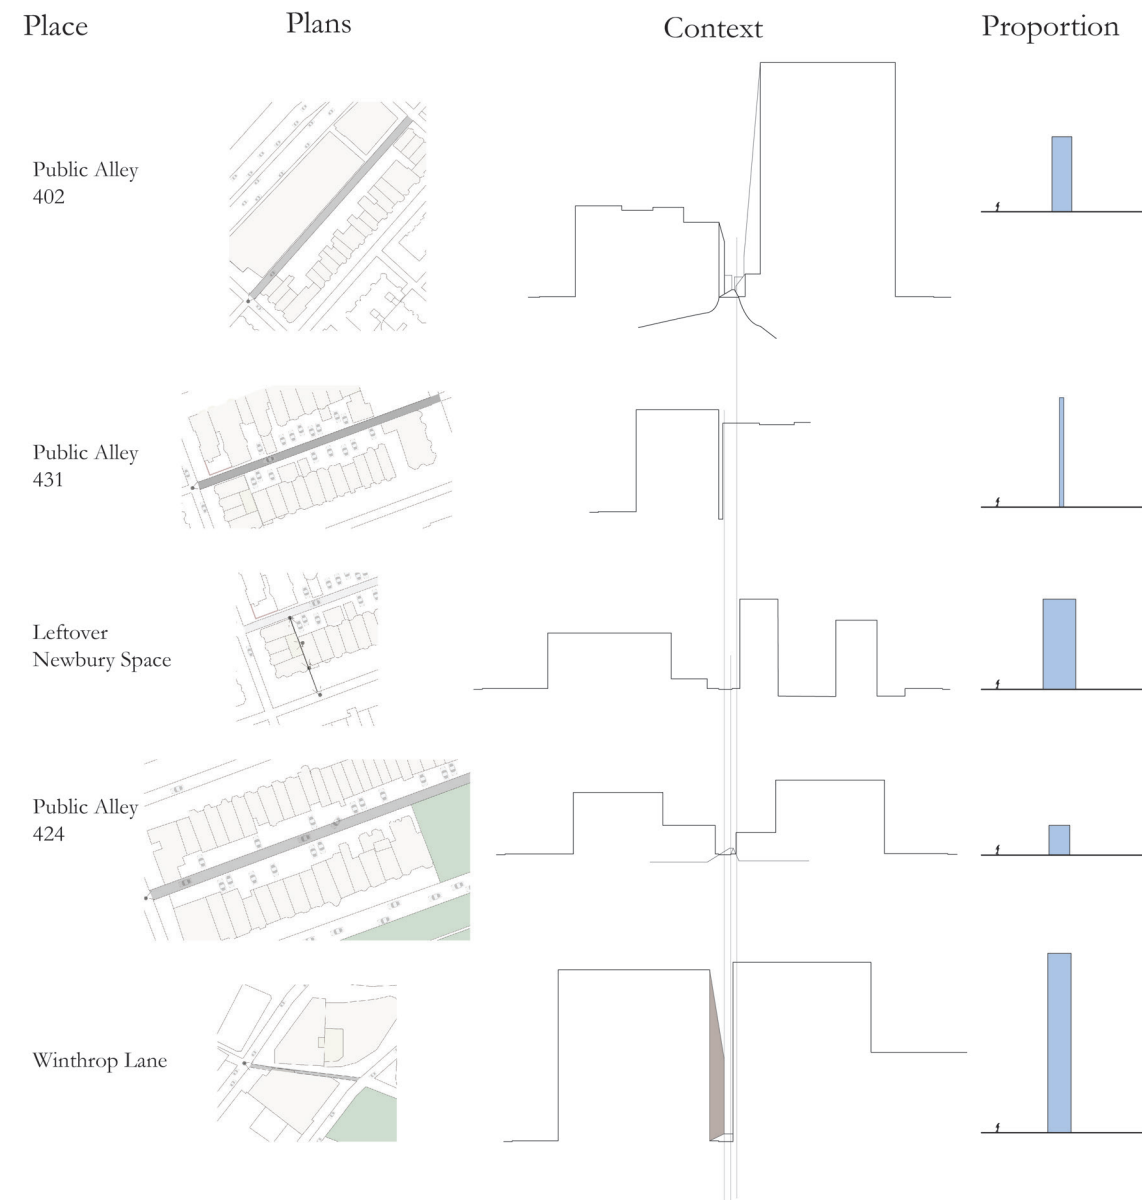 Place
Plans
Context
Proportion
Public Alley
402
Public Alley
431
Leftover
Newbury Space
Public Alley
424
Winthrop Lane